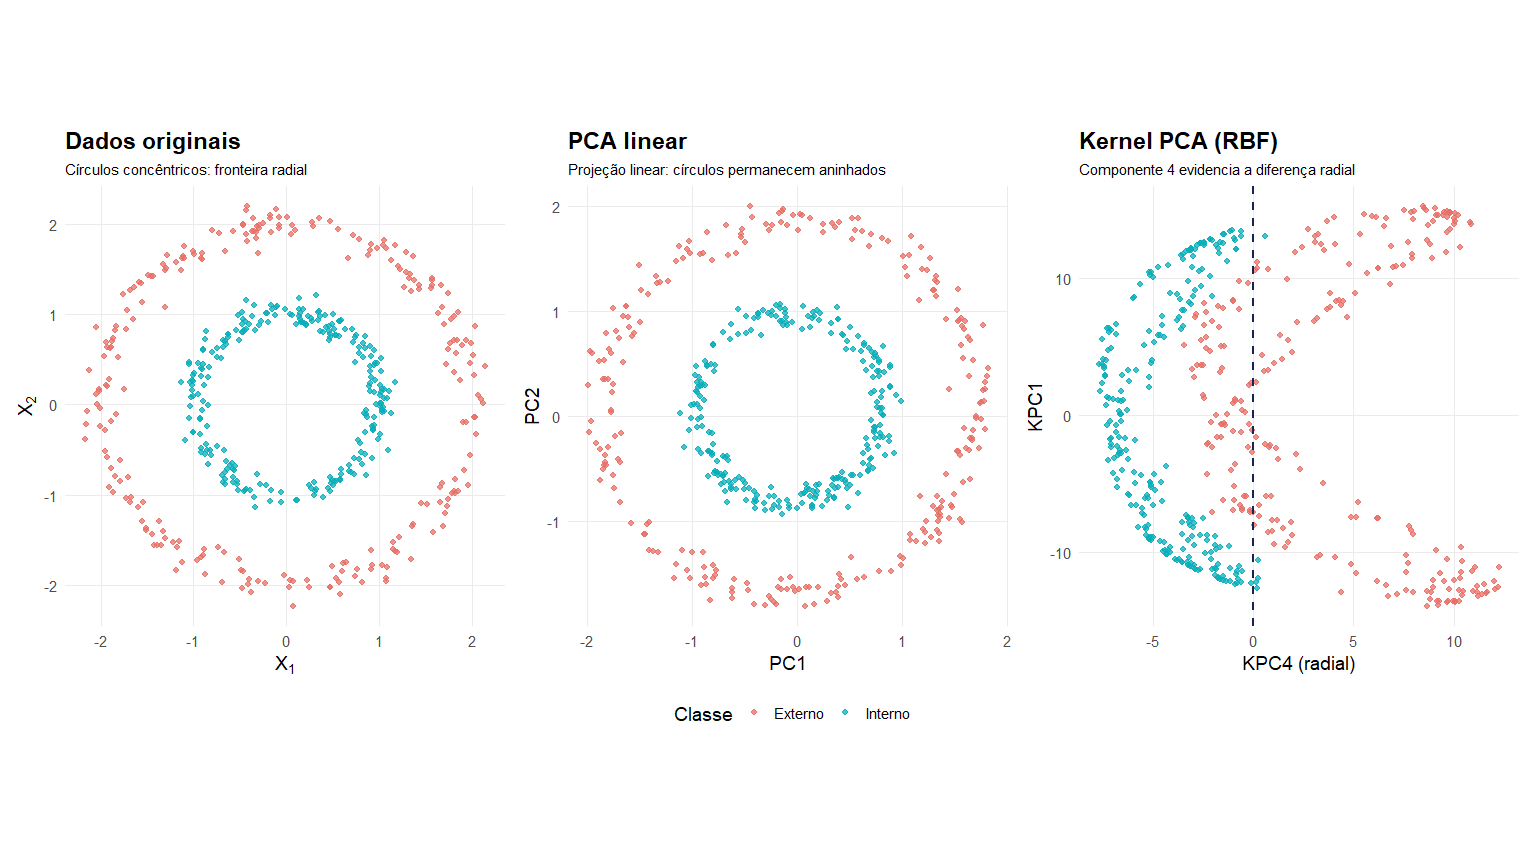 Dados originais
Círculos concêntricos: fronteira radial
X2
2
1
0
-1
-2
-2 -1 0 1 2
X1
PCA linear
Projeção linear: círculos permanecem aninhados
PC2
2
1
0
-1
-2 -1 0 1 2
PC1
Kernel PCA (RBF)
Componente 4 evidencia a diferença radial
KPC1
10
0
-10
-5 0 5 10
KPC4 (radial)
Classe Externo Interno